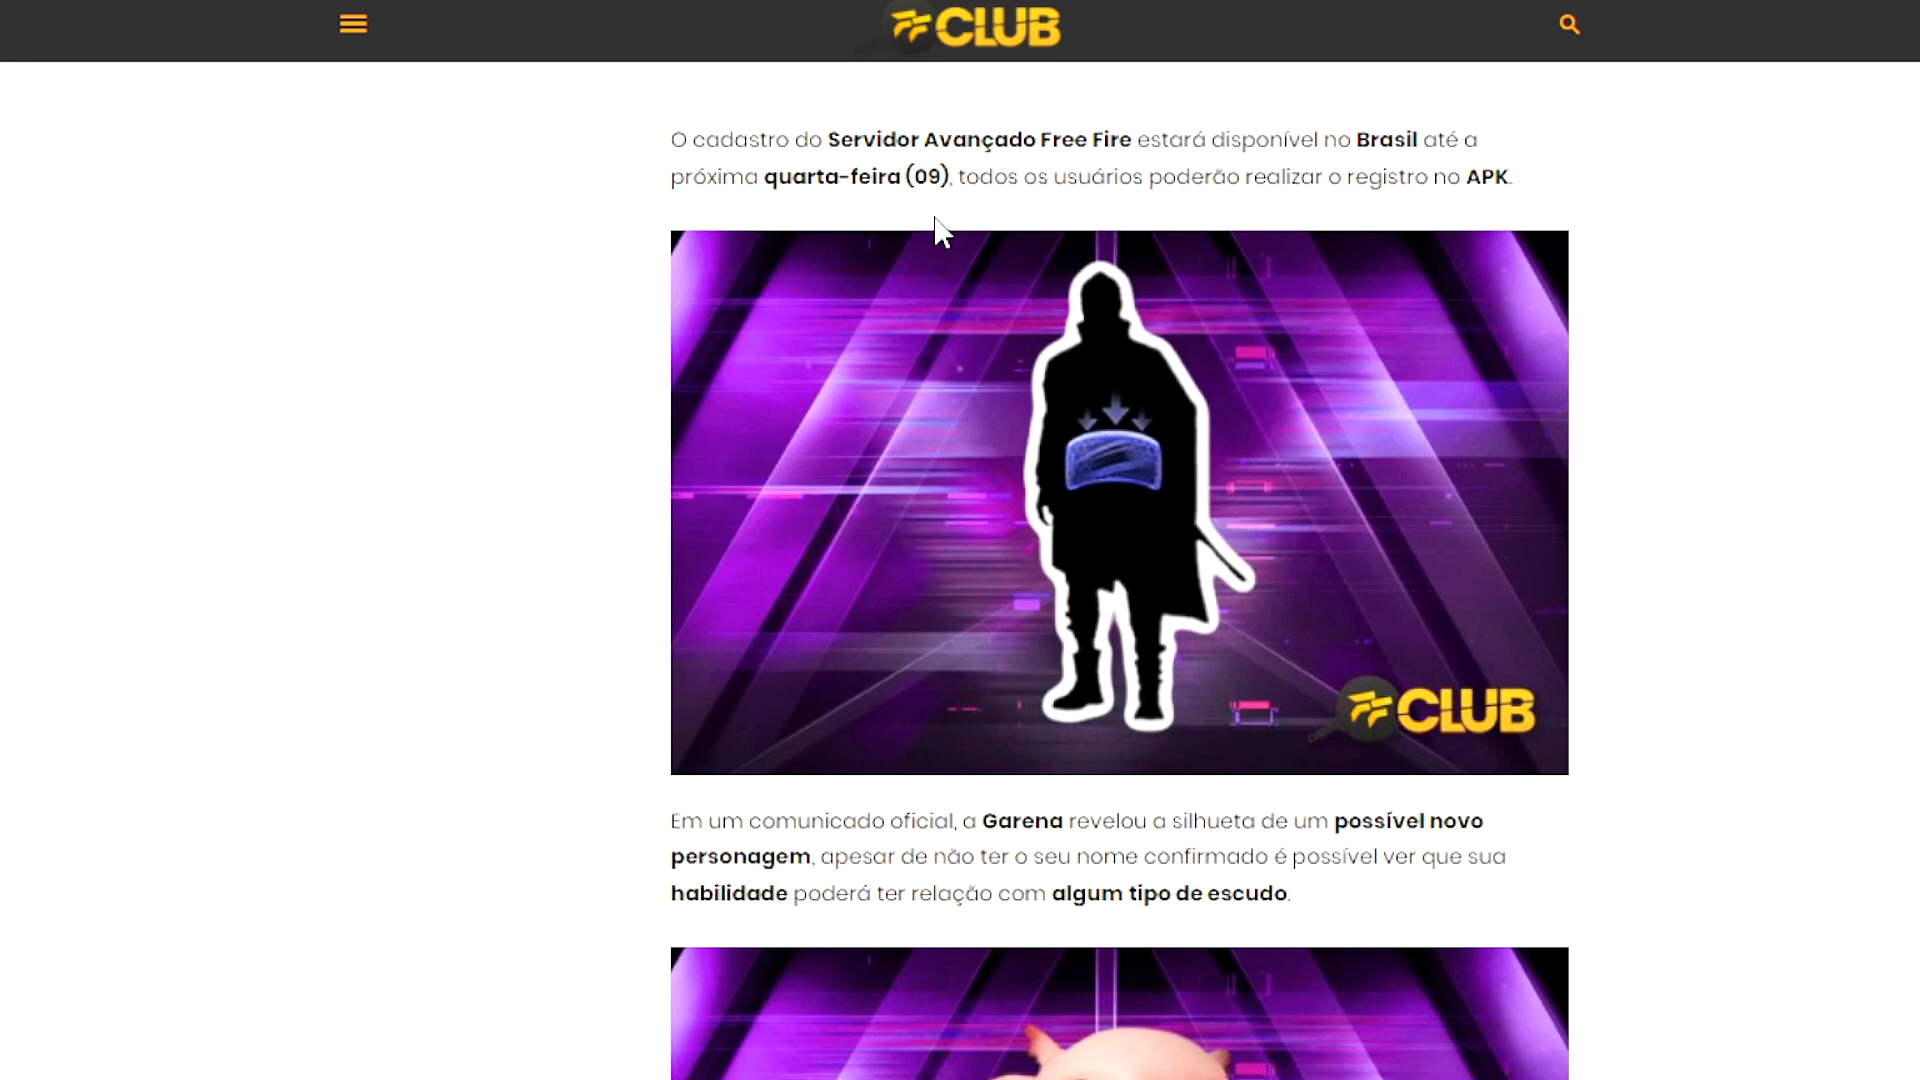 CLUB
O cadastro do Servidor Avançado Free Fire estará disponível no Brasil até a
próxima quarta-feira (09), todos os usuários poderão realizar o registro no APK.
CLUB
Em um comunicado oficial, a Garena revelou a silhueta de um possível novo
personagem, apesar de não ter o seu nome confirmado é possível ver que sua
habilidade poderá ter relação com algum tipo de escudo.